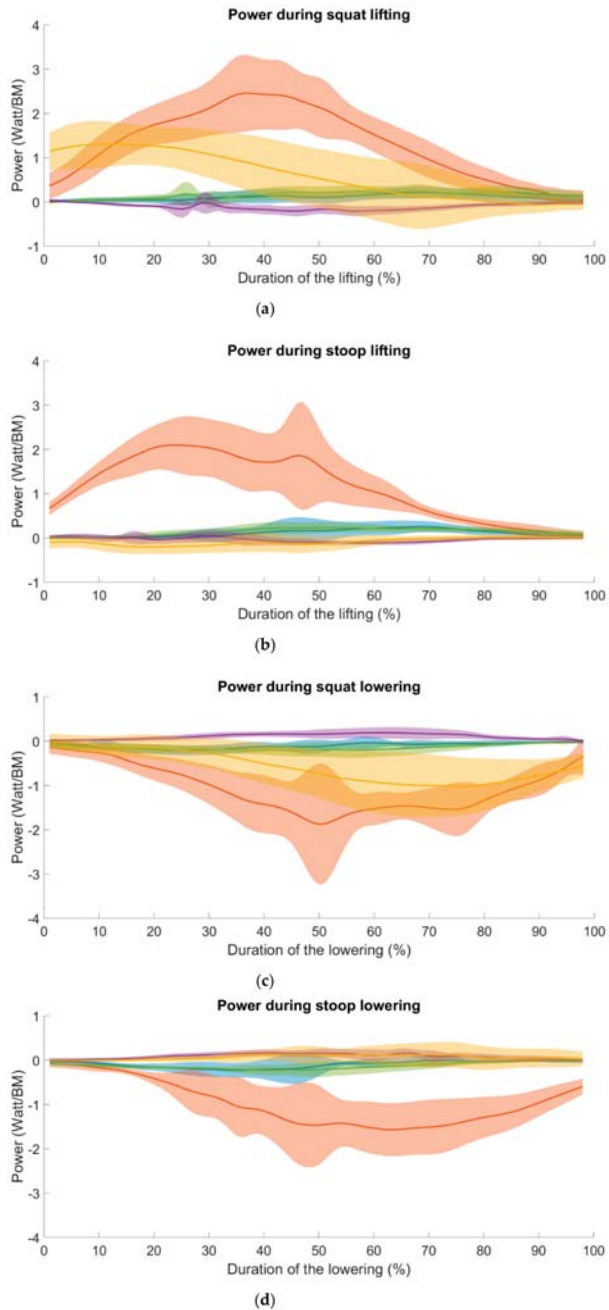 Power during squat lifting
4
3
2
1
0
-1
Power (Watt/BM)
0 10 20 30 40 50 60 70 80 90 100
Duration of the lifting (%)
(a)
Power during stoop lifting
4
3
2
1
0
-1
Power (Watt/BM)
0 10 20 30 40 50 60 70 80 90 100
Duration of the lifting (%)
(b)
Power during squat lowering
1
0
-1
-2
-3
-4
Power (Watt/BM)
0 10 20 30 40 50 60 70 80 90 100
Duration of the lowering (%)
(c)
Power during stoop lowering
1
0
-1
-2
-3
-4
Power (Watt/BM)
0 10 20 30 40 50 60 70 80 90 100
Duration of the lowering (%)
(d)